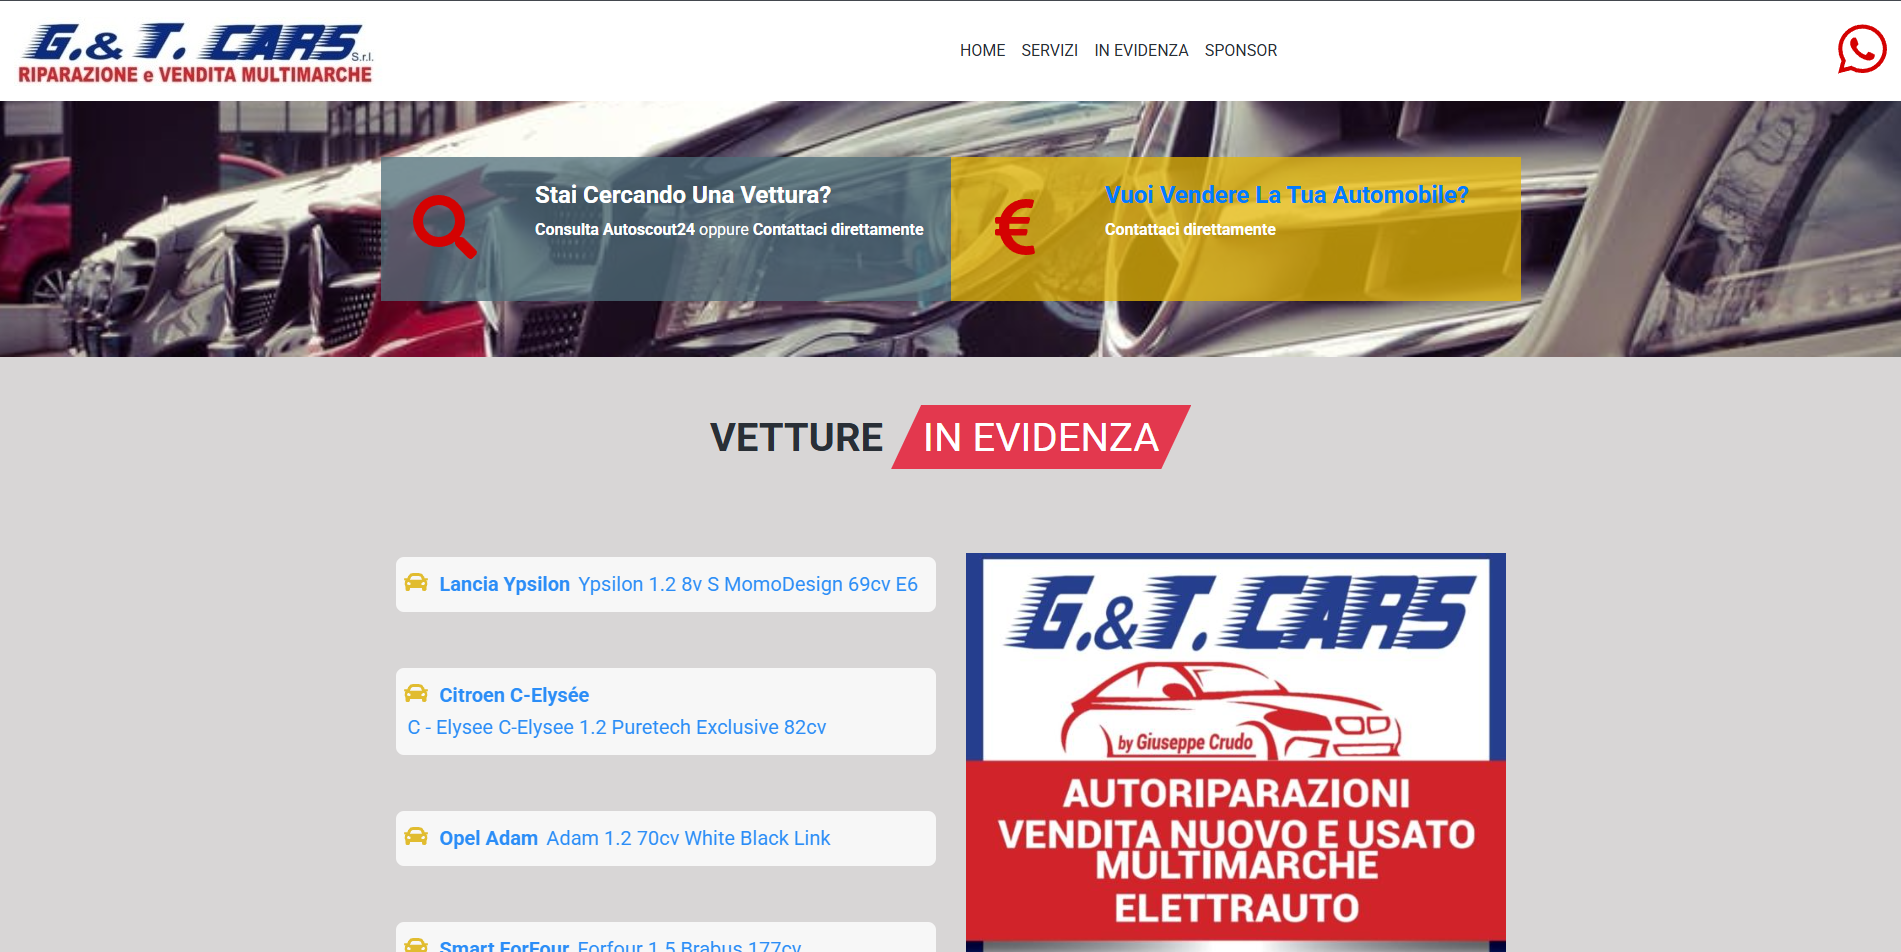 G.& T. CARS S.r.l.
RIPARAZIONE e VENDITA MULTIMARCHE
HOME SERVIZI IN EVIDENZA SPONSOR
Stai Cercando Una Vettura?
Consulta Autoscout24 oppure Contattaci direttamente
Vuoi Vendere La Tua Automobile?
Contattaci direttamente
VETTURE IN EVIDENZA
Lancia Ypsilon Ypsilon 1.2 8v S MomoDesign 69cv E6
Citroen C-Elysée
C - Elysee C-Elysee 1.2 Puretech Exclusive 82cv
Opel Adam Adam 1.2 70cv White Black Link
Smart ForFour Forfour 1.5 Brabus 177cv
G.& T. CARS
by Giuseppe Crudo
AUTORIPARAZIONI
VENDITA NUOVO E USATO
MULTIMARCHE
ELETTRAUTO